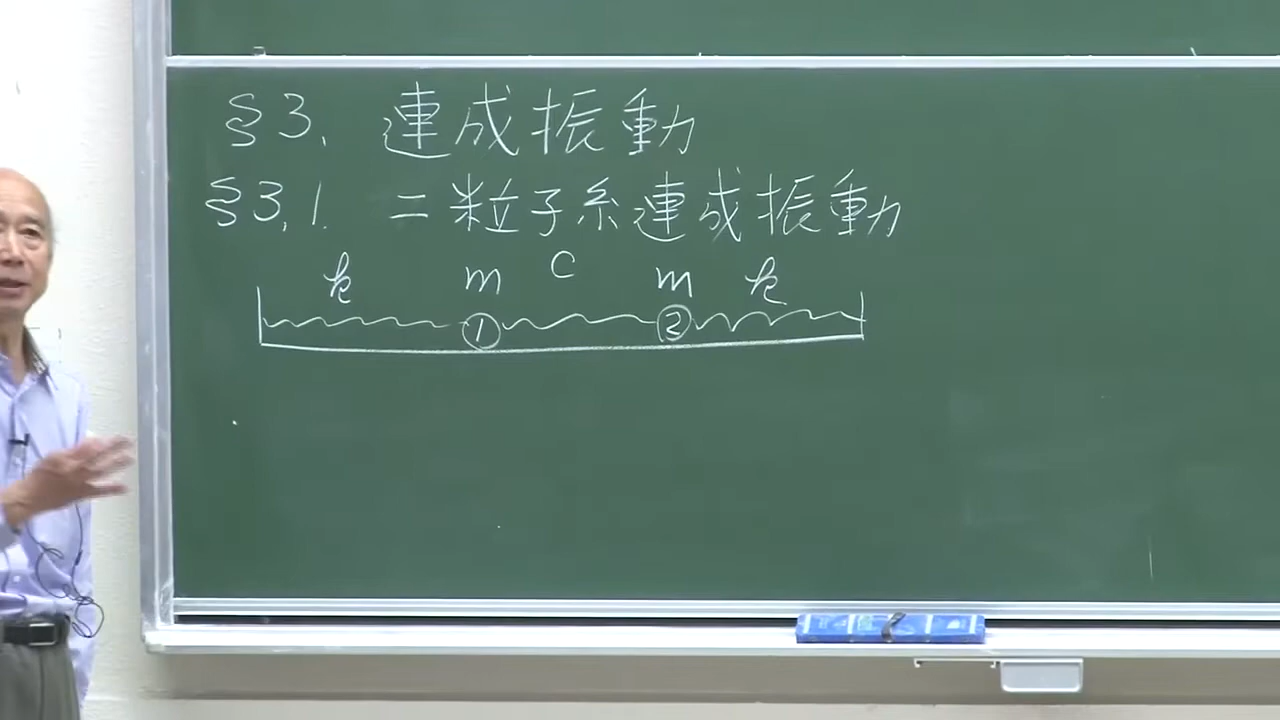 §3. 連成振動
§3.1. 二粒子系連成振動
k m c m k
① ②